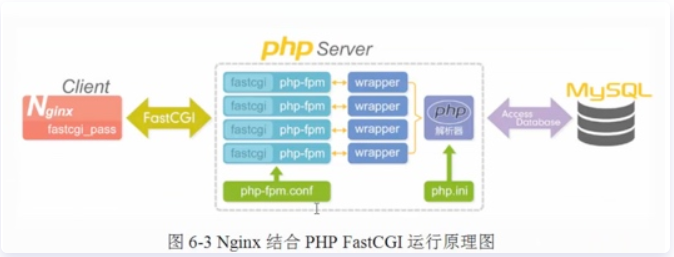 php Server
Client
Nginx
fastcgi_pass
FastCGI
fastcgi php-fpm wrapper
fastcgi php-fpm wrapper
fastcgi php-fpm wrapper
fastcgi php-fpm wrapper
php-fpm.conf
php
解析器
php.ini
Access
Database
MySQL
图 6-3 Nginx 结合 PHP FastCGI 运行原理图